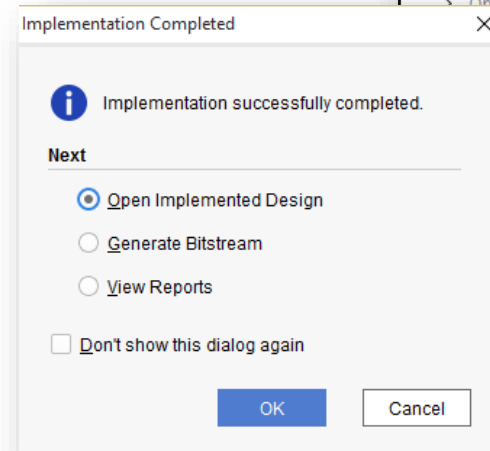 Implementation Completed
Implementation successfully completed.
Next
Open Implemented Design
Generate Bitstream
View Reports
Don't show this dialog again
OK
Cancel